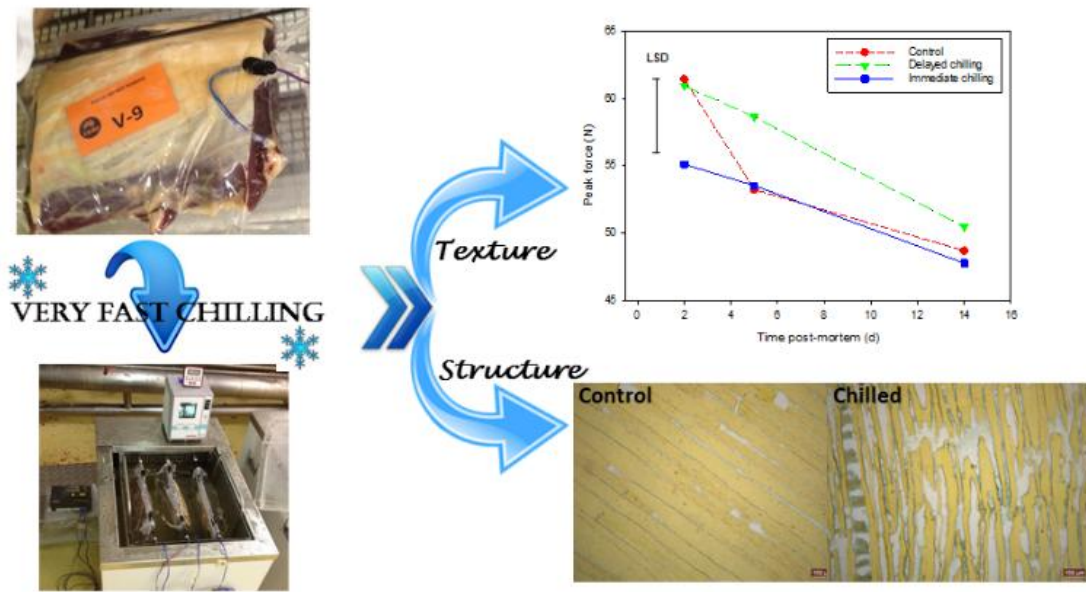 V-9
VERY FAST CHILLING
Texture
Structure
65
60
55
50
45
Peak force (N)
LSD
Control
Delayed chilling
Immediate chilling
0
2
4
6
8
10
12
14
16
Time post-mortem (d)
Control
Chilled